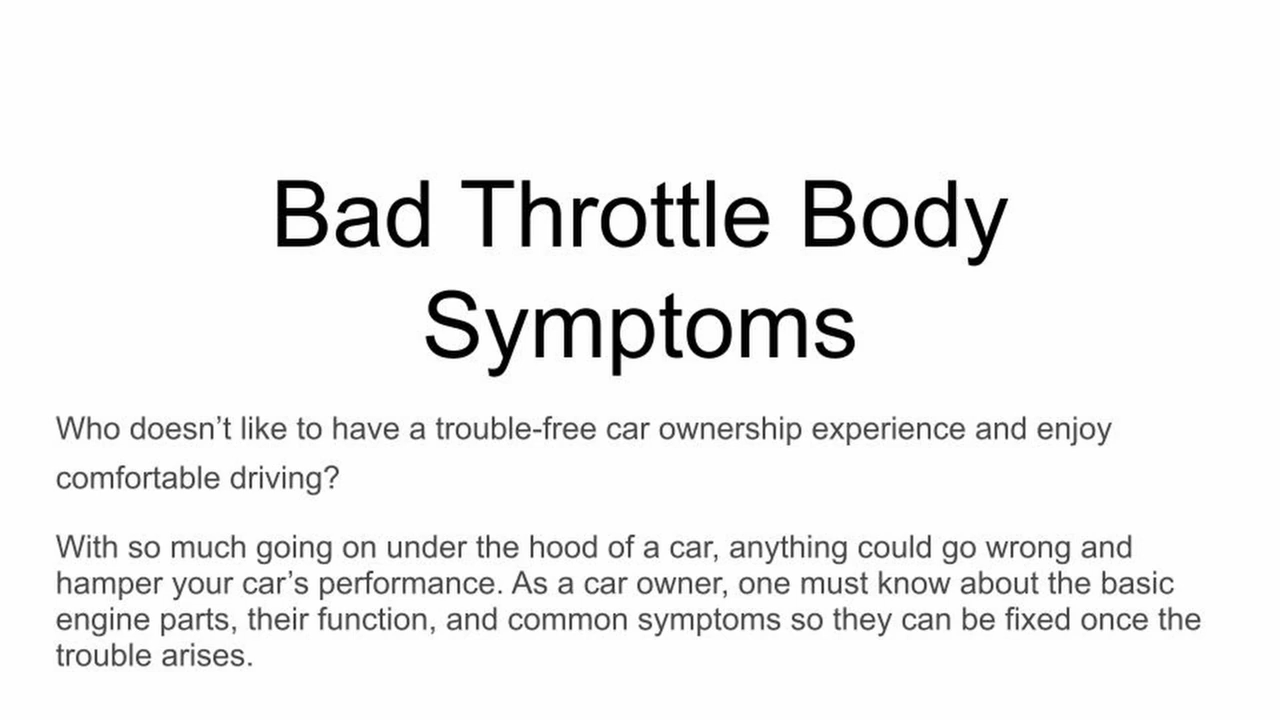 Bad Throttle Body
Symptoms
Who doesn’t like to have a trouble-free car ownership experience and enjoy
comfortable driving?
With so much going on under the hood of a car, anything could go wrong and
hamper your car’s performance. As a car owner, one must know about the basic
engine parts, their function, and common symptoms so they can be fixed once the
trouble arises.